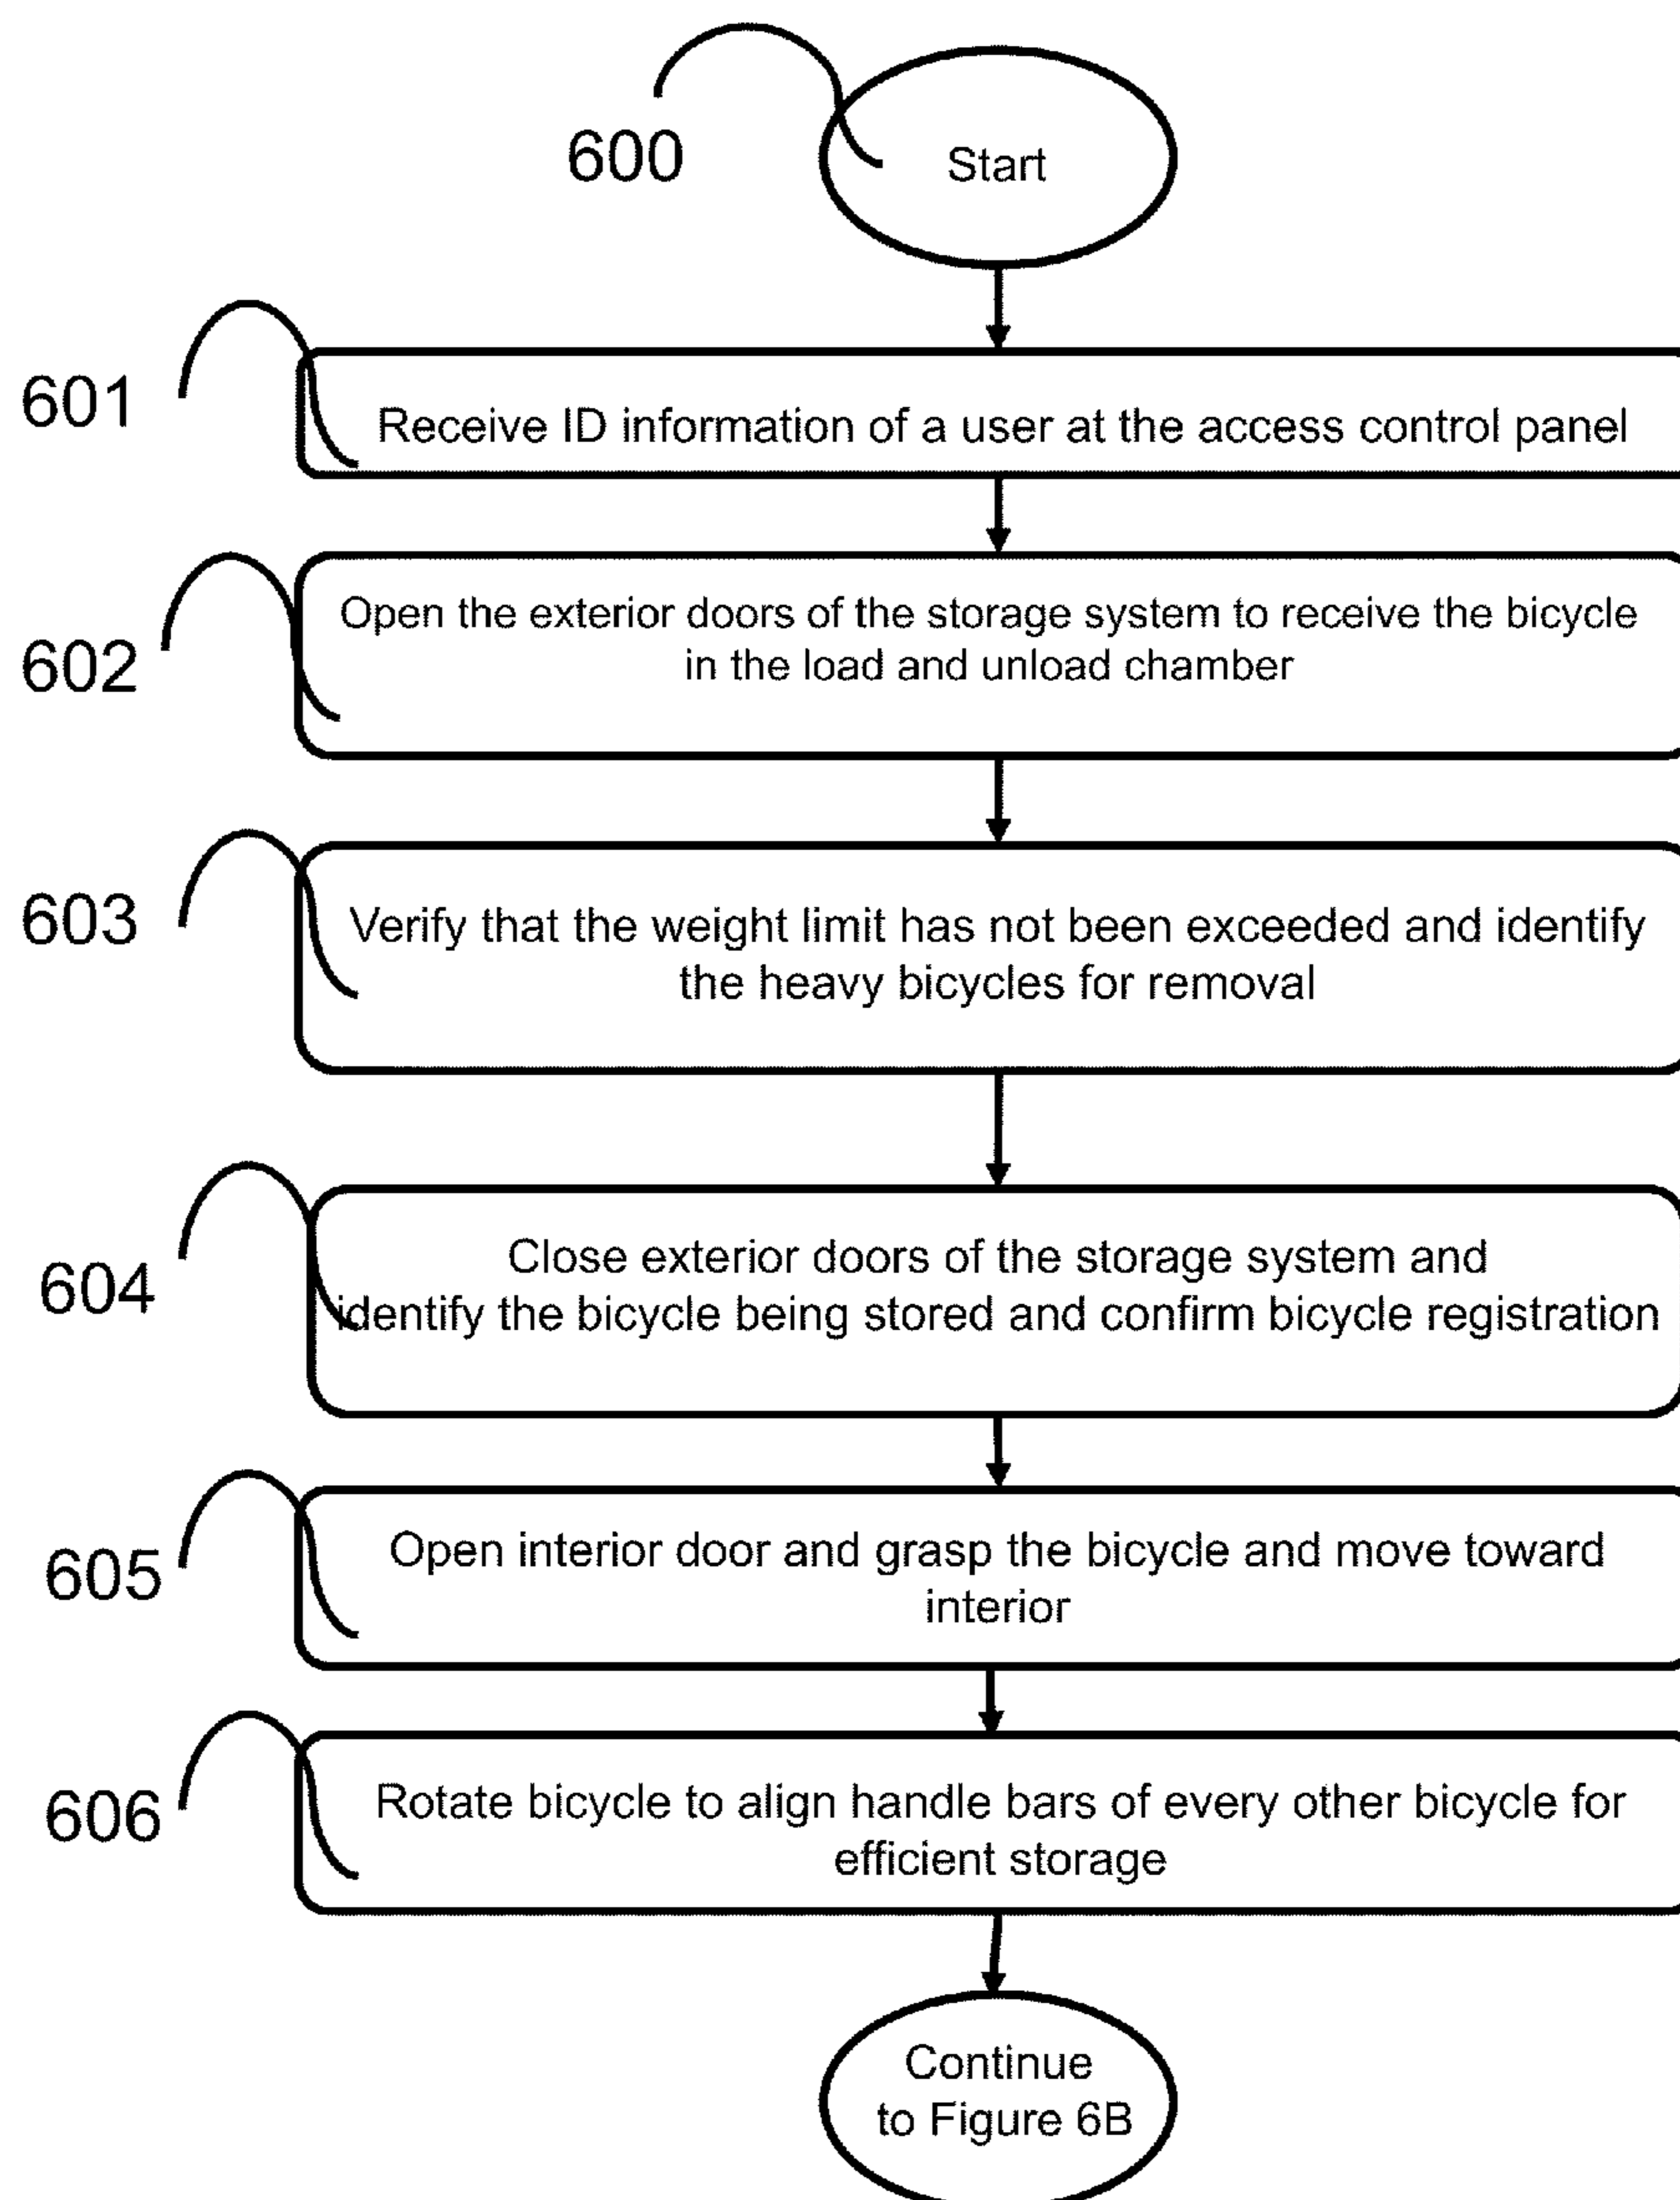 600
Start
601
Receive ID information of a user at the access control panel
602
Open the exterior doors of the storage system to receive the bicycle
in the load and unload chamber
603
Verify that the weight limit has not been exceeded and identify
the heavy bicycles for removal
604
Close exterior doors of the storage system and
identify the bicycle being stored and confirm bicycle registration
605
Open interior door and grasp the bicycle and move toward
interior
606
Rotate bicycle to align handle bars of every other bicycle for
efficient storage
Continue
to Figure 6B